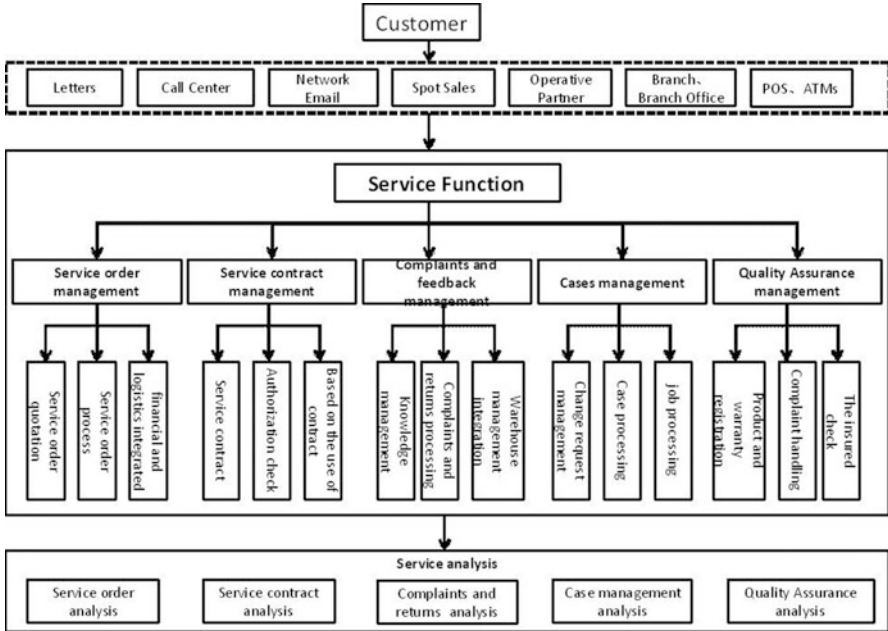 Customer
Letters
Call Center
Network
Email
Spot Sales
Operative
Partner
Branch、
Branch Office
POS、ATMs
Service Function
Service order
management
Service contract
management
Complaints and
feedback
management
Cases management
Quality Assurance
management
Service order
quotation
Service order
process
financial and
logistics integrated
Service contract
Authorization check
Based on the use of
contract
Knowledge
management
Complaints and
returns processing
Warehouse
management
integration
Change request
management
Case processing
job processing
Product and
warranty
registration
Complaint handling
The insured
check
Service analysis
Service order
analysis
Service contract
analysis
Complaints and
returns analysis
Case management
analysis
Quality Assurance
analysis